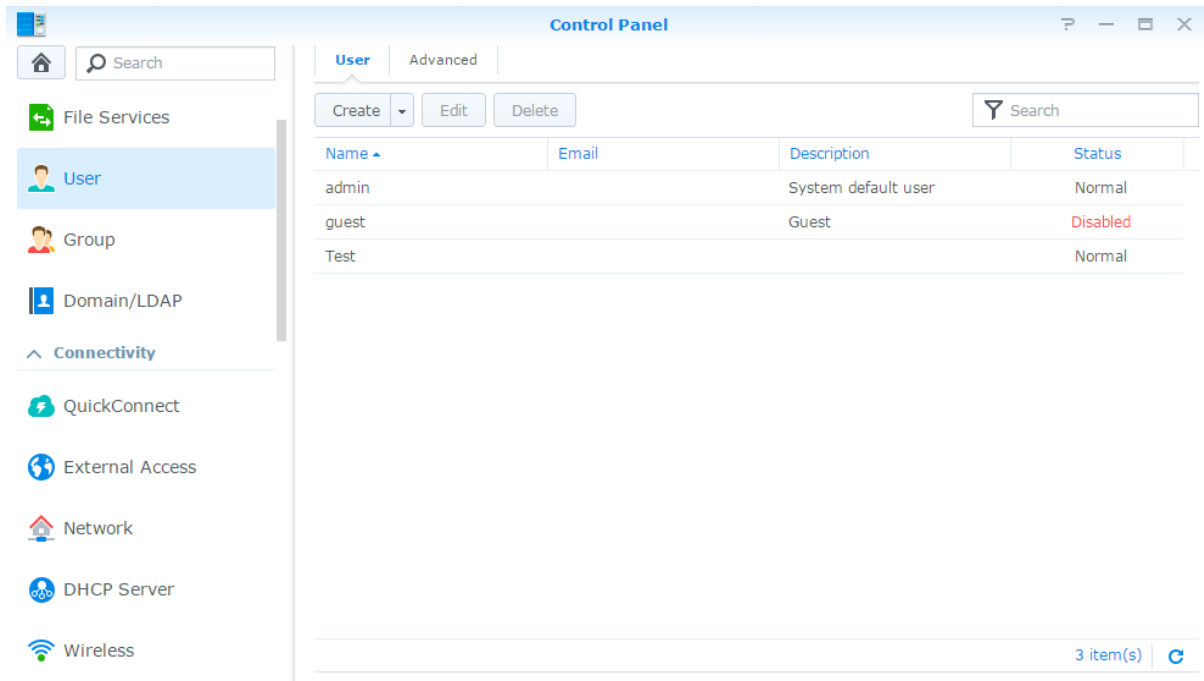 Control Panel
Search
User Advanced
File Services
Create Edit Delete Search
Name Email Description Status
User
admin System default user Normal
guest Guest Disabled
Group
Test Normal
Domain/LDAP
Connectivity
QuickConnect
External Access
Network
DHCP Server
Wireless
3 item(s)